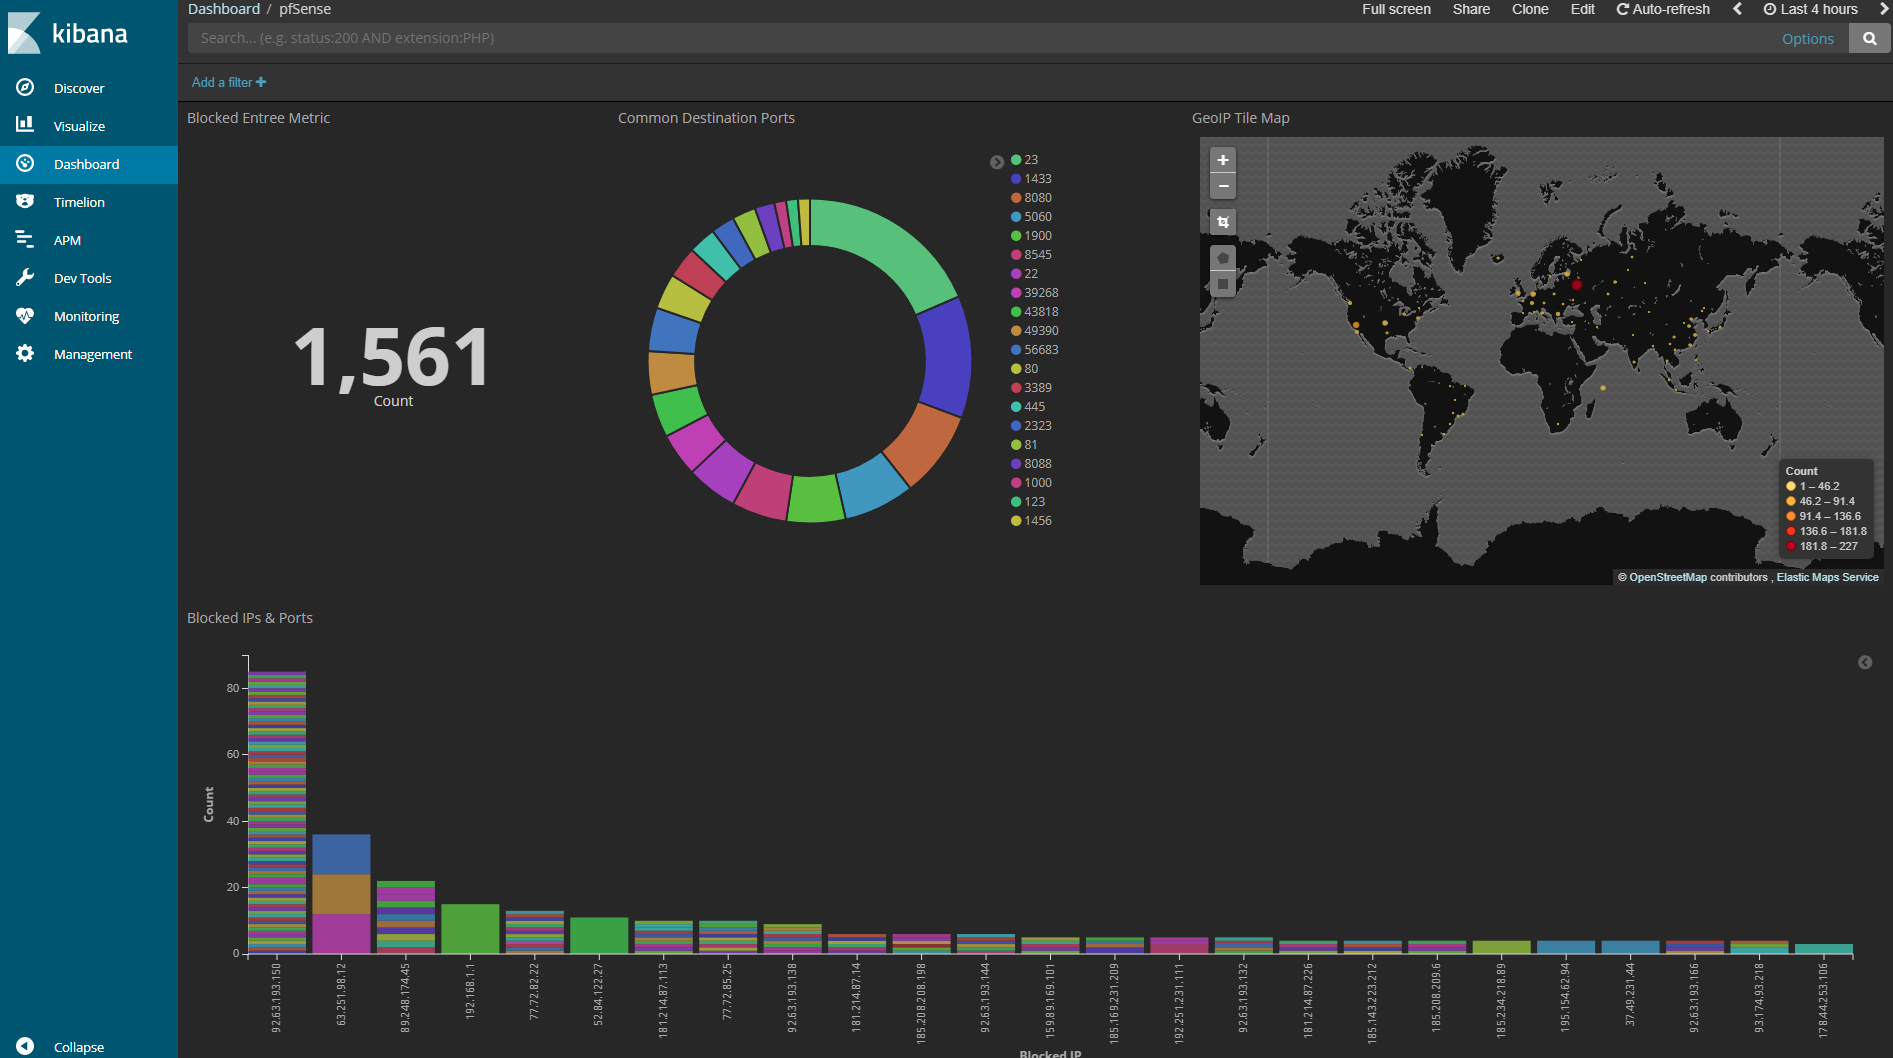 kibana
Discover
Visualize
Dashboard
Timelion
APM
Dev Tools
Monitoring
Management
Collapse
Dashboard / pfSense
Full screen Share Clone Edit Auto-refresh Last 4 hours
Search... (e.g. status:200 AND extension:PHP)
Options
Add a filter +
Blocked Entree Metric
1,561
Count
Common Destination Ports
23
1433
8080
5060
1900
8545
22
39268
43818
49390
56683
80
3389
445
2323
81
8088
1000
123
1456
GeoIP Tile Map
+
−
Count
1 – 46.2
46.2 – 91.4
91.4 – 136.6
136.6 – 181.8
181.8 – 227
© OpenStreetMap contributors , Elastic Maps Service
Blocked IPs & Ports
Count
80
60
40
20
0
92.63.193.150
63.251.98.12
89.248.174.45
192.168.1.1
77.72.82.22
52.84.122.27
181.214.87.113
77.72.85.25
92.63.193.138
181.214.87.14
185.208.208.198
92.63.193.144
159.89.169.101
185.169.231.209
192.251.231.111
92.63.193.132
181.214.87.226
185.143.223.212
185.208.209.6
185.234.218.89
195.154.62.94
37.49.231.44
92.63.193.166
93.174.93.218
178.44.253.106
Blocked IP